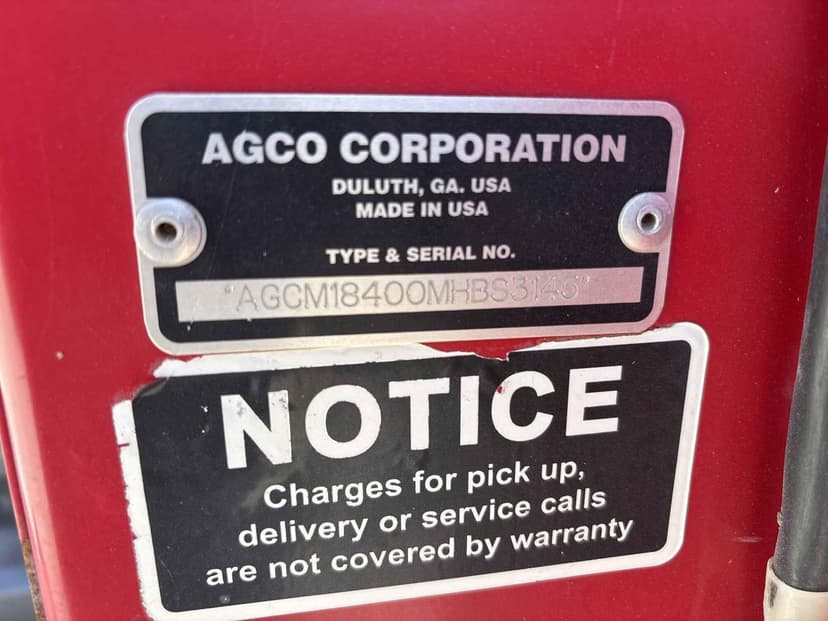 AGCO CORPORATION
DULUTH, GA. USA
MADE IN USA
TYPE & SERIAL NO.
NOTICE
Charges for pick up,
delivery or service calls
are not covered by warranty